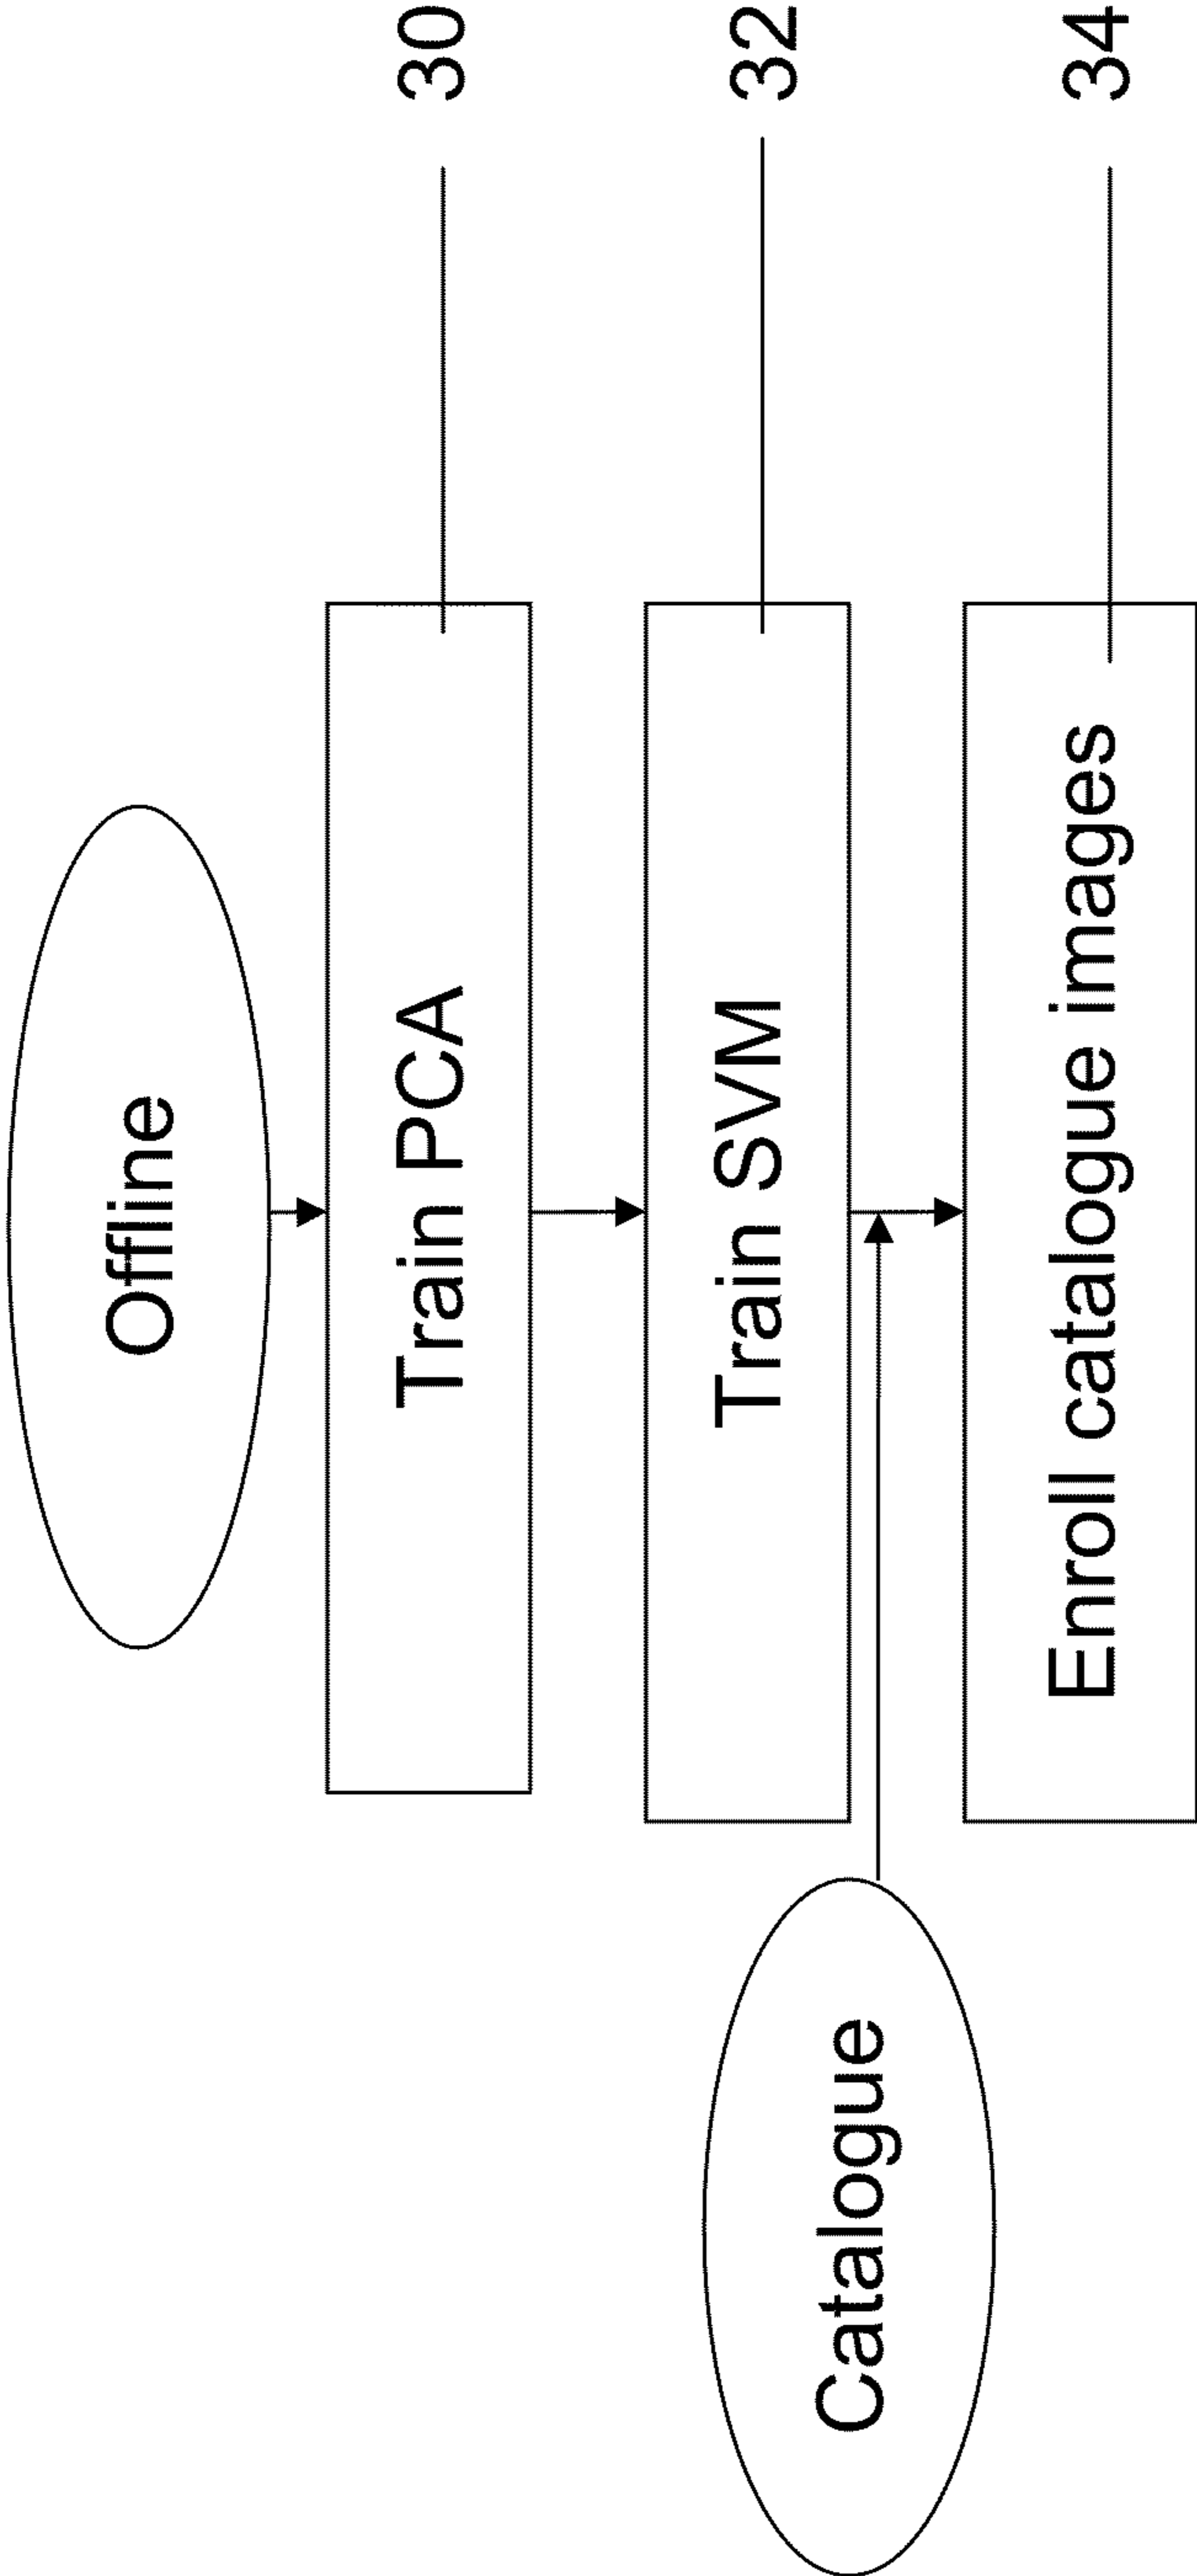 Offline
Train PCA
30
Train SVM
32
Catalogue
Enroll catalogue images
34